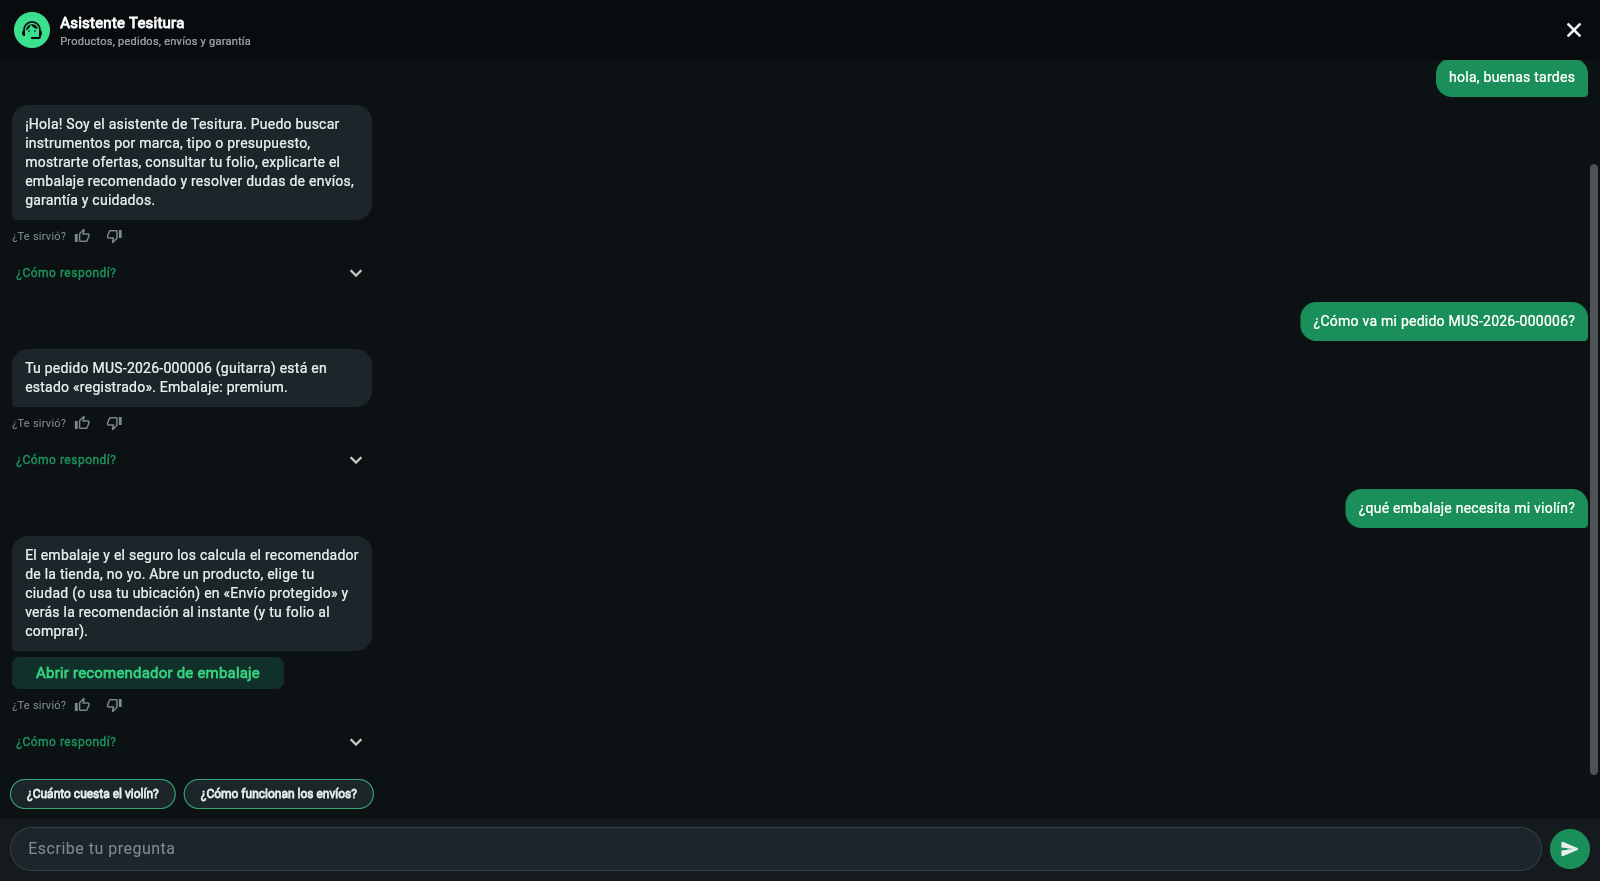 Asistente Tesitura
Productos, pedidos, envíos y garantía
hola, buenas tardes
¡Hola! Soy el asistente de Tesitura. Puedo buscar
instrumentos por marca, tipo o presupuesto,
mostrarte ofertas, consultar tu folio, explicarte el
embalaje recomendado y resolver dudas de envíos,
garantía y cuidados.
¿Te sirvió?
¿Cómo respondí?
¿Cómo va mi pedido MUS-2026-000006?
Tu pedido MUS-2026-000006 (guitarra) está en
estado «registrado». Embalaje: premium.
¿Te sirvió?
¿Cómo respondí?
¿qué embalaje necesita mi violín?
El embalaje y el seguro los calcula el recomendador
de la tienda, no yo. Abre un producto, elige tu
ciudad (o usa tu ubicación) en «Envío protegido» y
verás la recomendación al instante (y tu folio al
comprar).
Abrir recomendador de embalaje
¿Te sirvió?
¿Cómo respondí?
¿Cuánto cuesta el violín?
¿Cómo funcionan los envíos?
Escribe tu pregunta